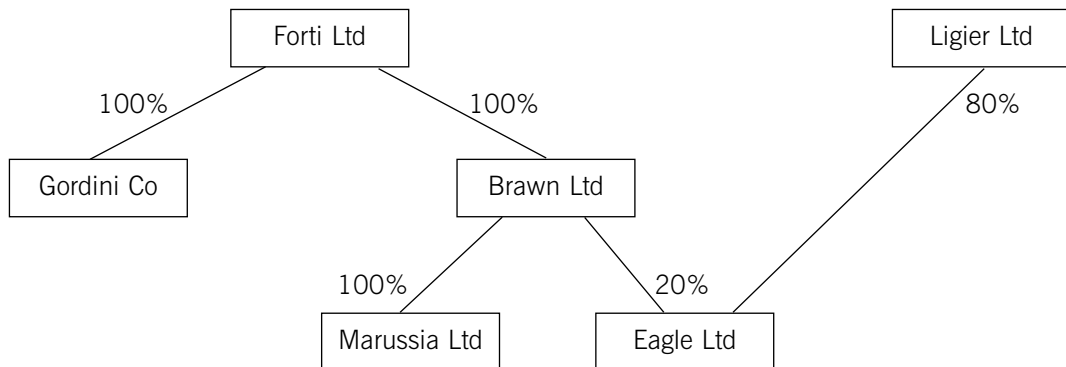 Forti Ltd
Ligier Ltd
100%
100%
80%
Gordini Co
Brawn Ltd
100%
20%
Marussia Ltd
Eagle Ltd